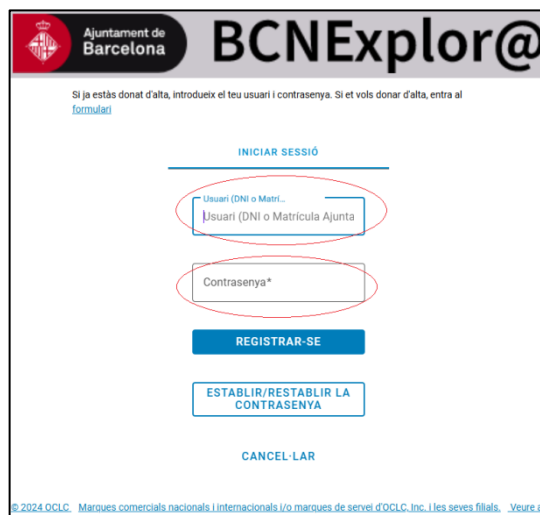 Ajuntament de
Barcelona
BCNExplor@
Si ja estàs donat d'alta, introdueix el teu usuari i contrasenya. Si et vols donar d'alta, entra al
formulari
INICIAR SESSIÓ
Usuari (DNI o Matrí...
Usuari (DNI o Matrícula Ajunta
Contrasenya*
REGISTRAR-SE
ESTABLIR/RESTABLIR LA
CONTRASENYA
CANCEL·LAR
© 2024 OCLC Marques comercials nacionals i internacionals i/o marques de servei d'OCLC, Inc. i les seves filials. Veure a